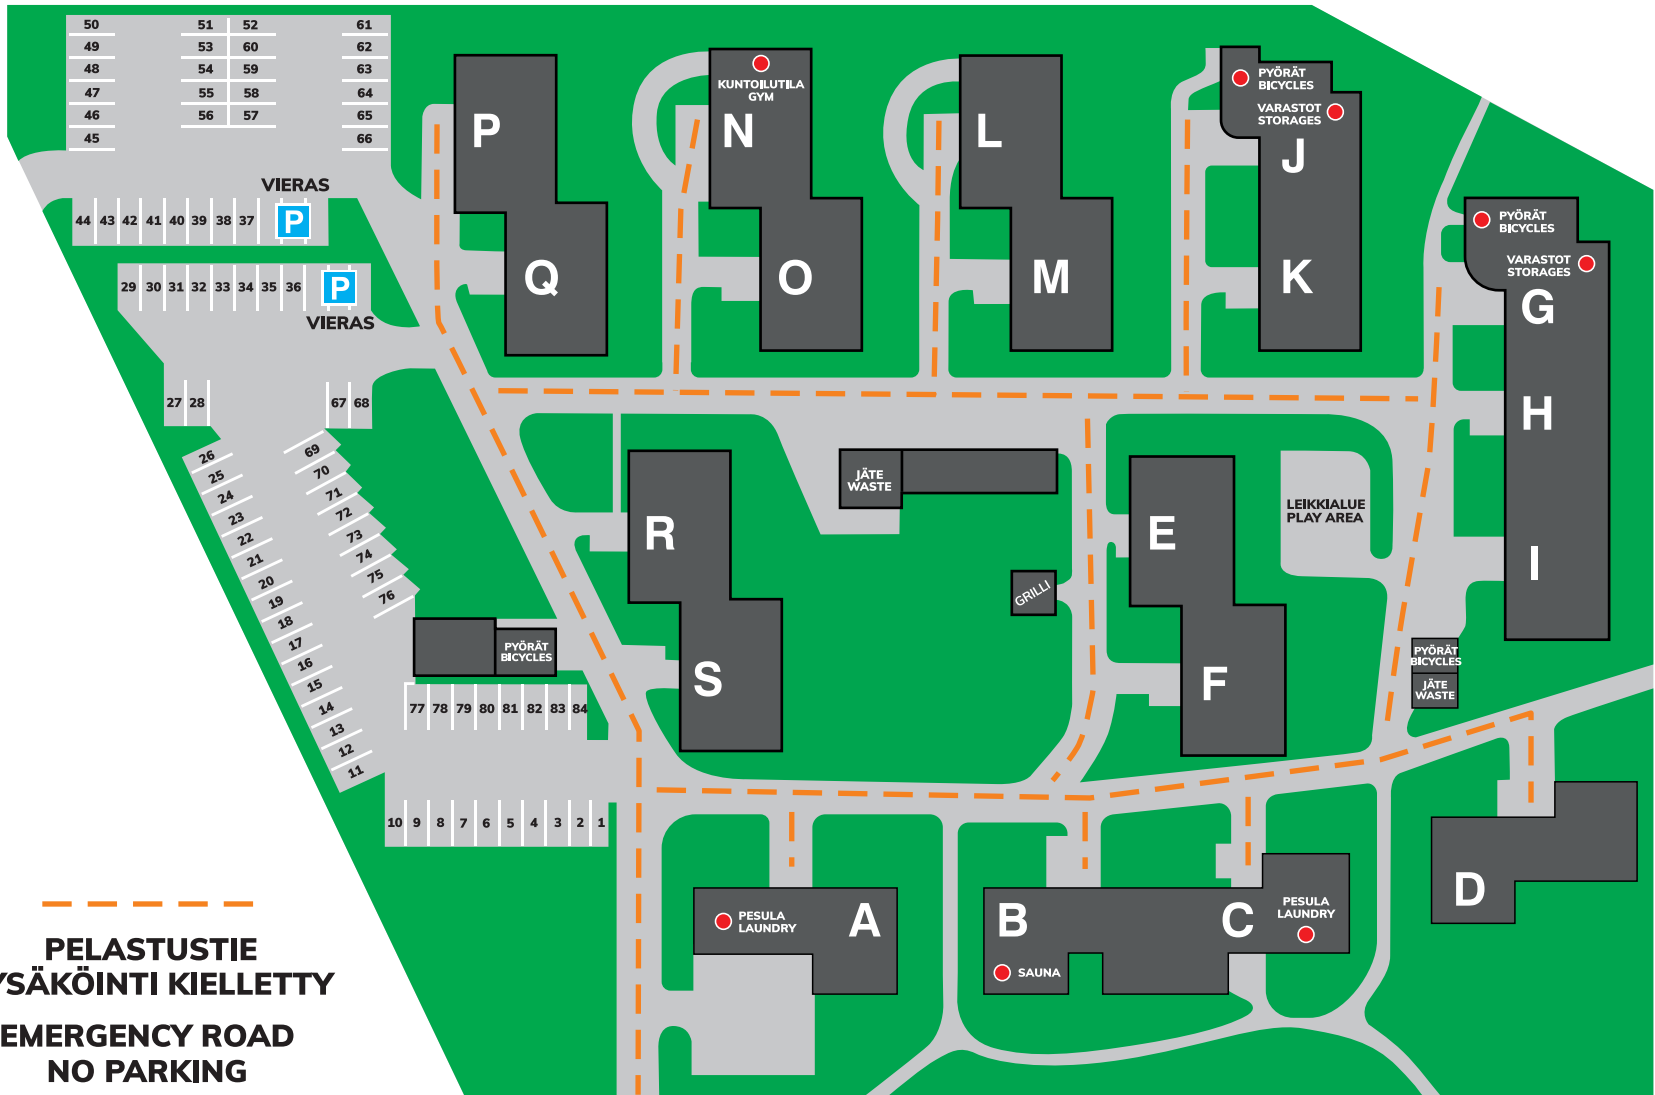 50
49
48
47
46
45
51 52
53 60
54 59
55 58
56 57
61
62
63
64
65
66
VIERAS
44 43 42 41 40 39 38 37 P
29 30 31 32 33 34 35 36 P
VIERAS
27 28
67 68
26
25
24
23
22
21
20
19
18
17
16
15
14
13
12
11
69
70
71
72
73
74
75
76
PYÖRÄT
BICYCLES
77 78 79 80 81 82 83 84
10 9 8 7 6 5 4 3 2 1
P
Q
KUNTOILUTILA
GYM
N
O
L
M
PYÖRÄT
BICYCLES
VARASTOT
STORAGES
J
K
PYÖRÄT
BICYCLES
VARASTOT
STORAGES
G
H
I
R
S
JÄTE
WASTE
GRILLI
E
F
LEIKKIALUE
PLAY AREA
PYÖRÄT
BICYCLES
JÄTE
WASTE
PESULA
LAUNDRY
A
B
SAUNA
C
PESULA
LAUNDRY
D
PELASTUSTIE
YSÄKÖINTI KIELLETTY
EMERGENCY ROAD
NO PARKING